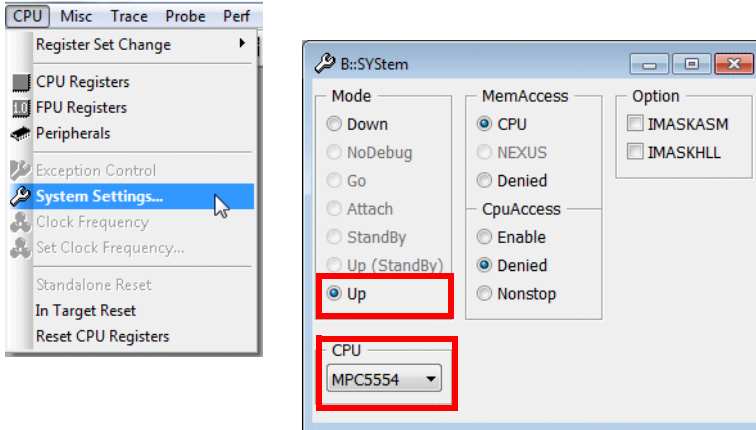 CPU Misc Trace Probe Perf
Register Set Change
CPU Registers
1.0 FPU Registers
Peripherals
Exception Control
System Settings...
Clock Frequency
Set Clock Frequency...
Standalone Reset
In Target Reset
Reset CPU Registers
B::SYStem
Mode
Down
NoDebug
Go
Attach
StandBy
Up (StandBy)
Up
MemAccess
CPU
NEXUS
Denied
CpuAccess
Enable
Denied
Nonstop
Option
IMASKASM
IMASKHLL
CPU
MPC5554